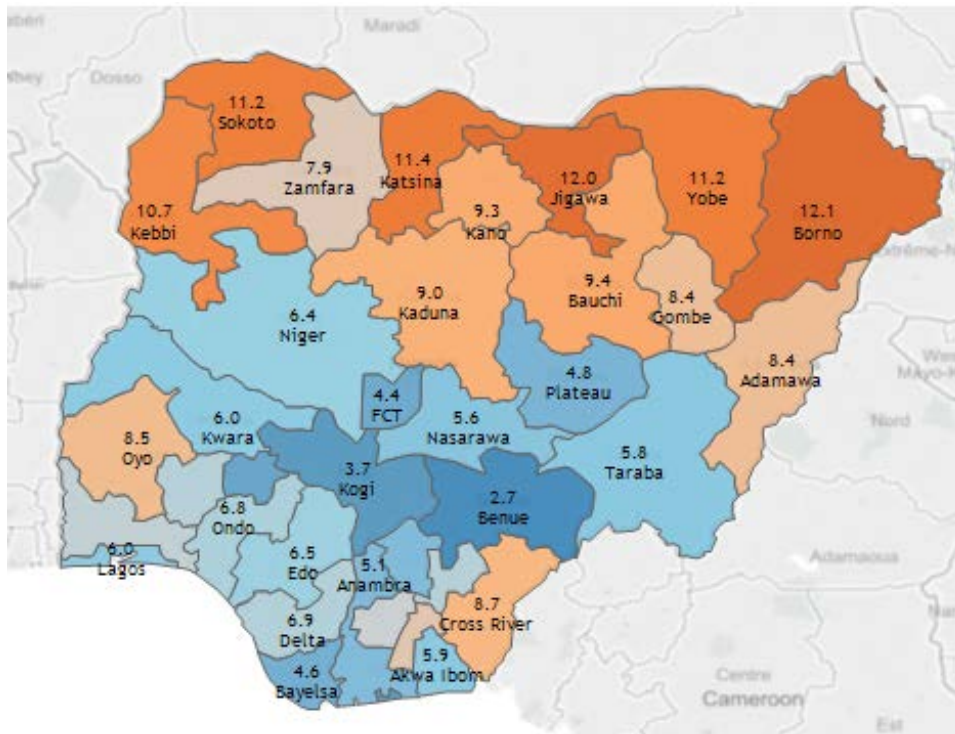 Maradi
Dosso
11.2
Sokoto
7.9
Zamfara
11.4
Katsina
12.0
Jigawa
11.2
Yobe
12.1
Borno
10.7
Kebbi
9.3
Kano
9.4
Bauchi
8.4
Gombe
9.0
Kaduna
6.4
Niger
8.4
Adamawa
4.8
Plateau
4.4
FCT
6.0
Kwara
5.6
Nasarawa
5.8
Taraba
Nord
8.5
Oyo
3.7
Kogi
2.7
Benue
6.8
Ondo
6.0
Lagos
6.5
Edo
5.1
Anambra
Adamaoua
8.7
Cross River
6.9
Delta
5.9
Akwa Ibom
4.6
Bayelsa
Centre
Cameroon
Est